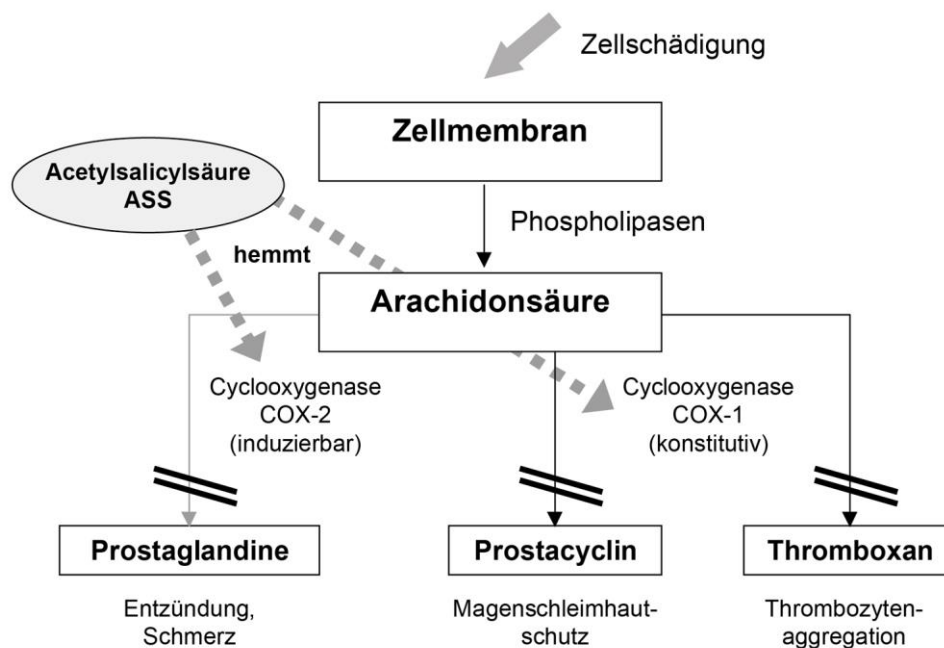 Zellschädigung
Zellmembran
Acetylsalicylsäure
ASS
Phospholipasen
hemmt
Arachidonsäure
Cyclooxygenase
COX-2
(induzierbar)
Cyclooxygenase
COX-1
(konstitutiv)
Prostaglandine
Prostacyclin
Thromboxan
Entzündung,
Schmerz
Magenschleimhaut-
schutz
Thrombozyten-
aggregation